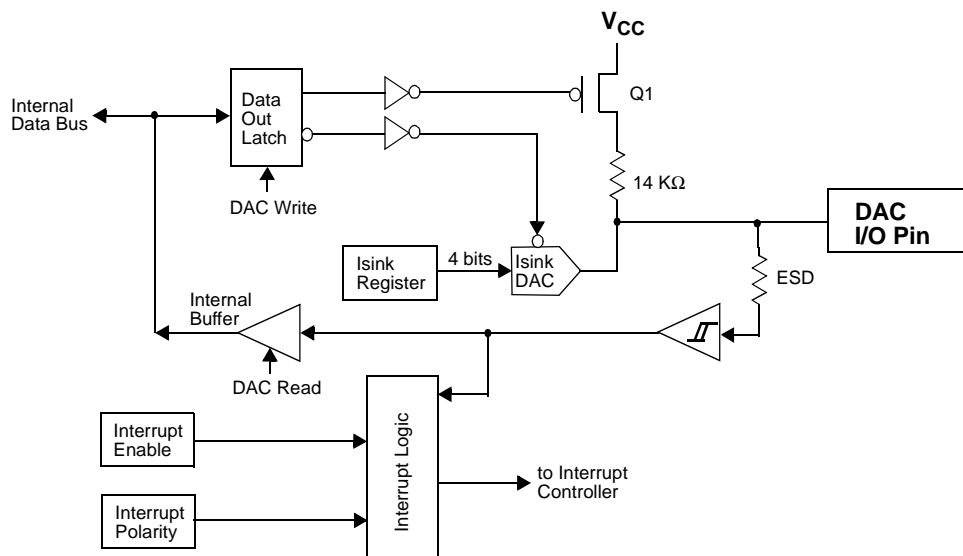 VCC
Q1
14 KΩ
Internal
Data Bus
Data
Out
Latch
DAC Write
DAC
I/O Pin
Isink
Register
4 bits
Isink
DAC
ESD
Internal
Buffer
DAC Read
Interrupt
Enable
Interrupt Logic
to Interrupt
Controller
Interrupt
Polarity